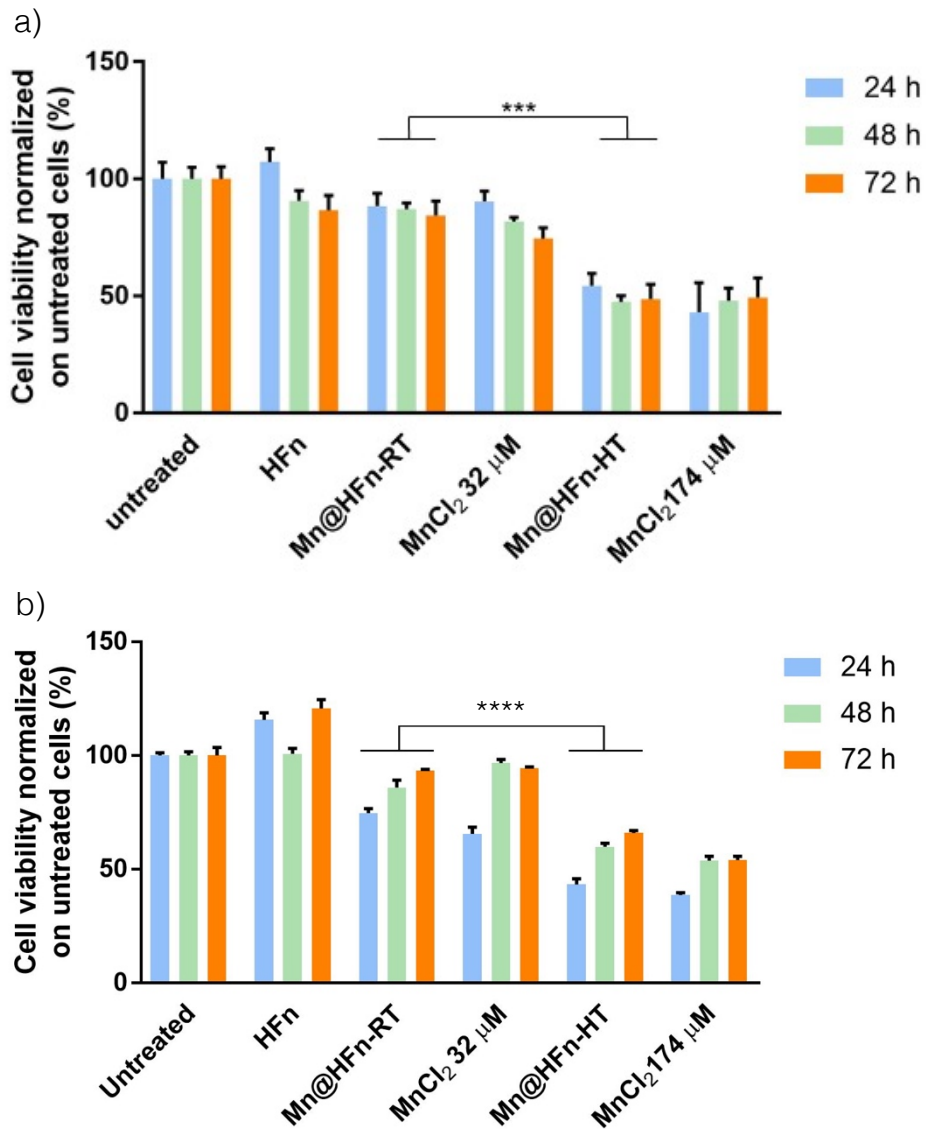 a)
Cell viability normalized
on untreated cells (%)
150
100
50
0
***
24 h
48 h
72 h
untreated
HFn
Mn@HFn-RT
MnCl₂ 32 μM
Mn@HFn-HT
MnCl₂ 174 μM
b)
Cell viability normalized
on untreated cells (%)
150
100
50
0
****
24 h
48 h
72 h
Untreated
HFn
Mn@HFn-RT
MnCl₂ 32 μM
Mn@HFn-HT
MnCl₂ 174 μM